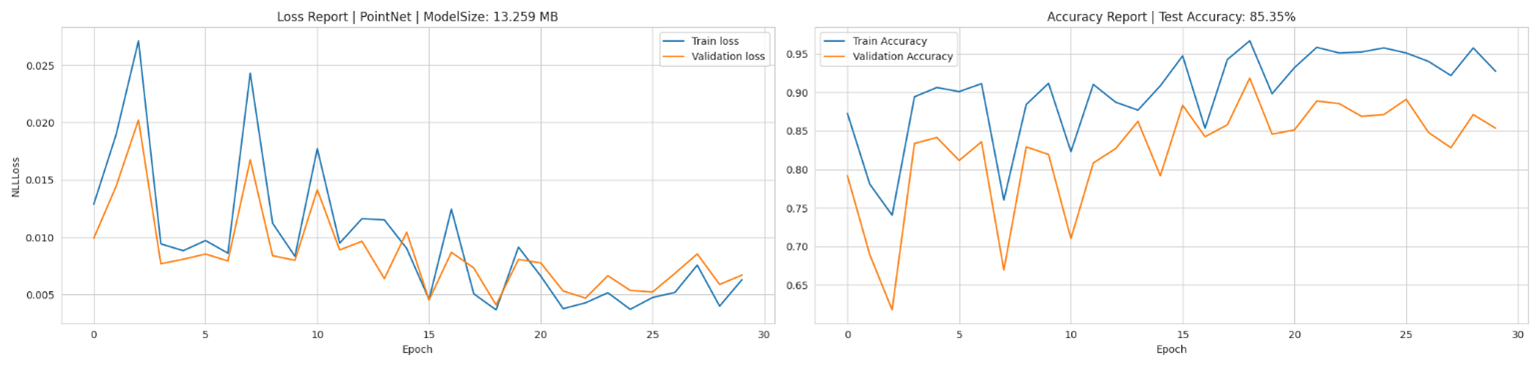 Loss Report | PointNet | ModelSize: 13.259 MB
Train loss
Validation loss
NLLLoss
0.025
0.020
0.015
0.010
0.005
0 5 10 15 20 25 30
Epoch
Accuracy Report | Test Accuracy: 85.35%
Train Accuracy
Validation Accuracy
0.95
0.90
0.85
0.80
0.75
0.70
0.65
0 5 10 15 20 25 30
Epoch